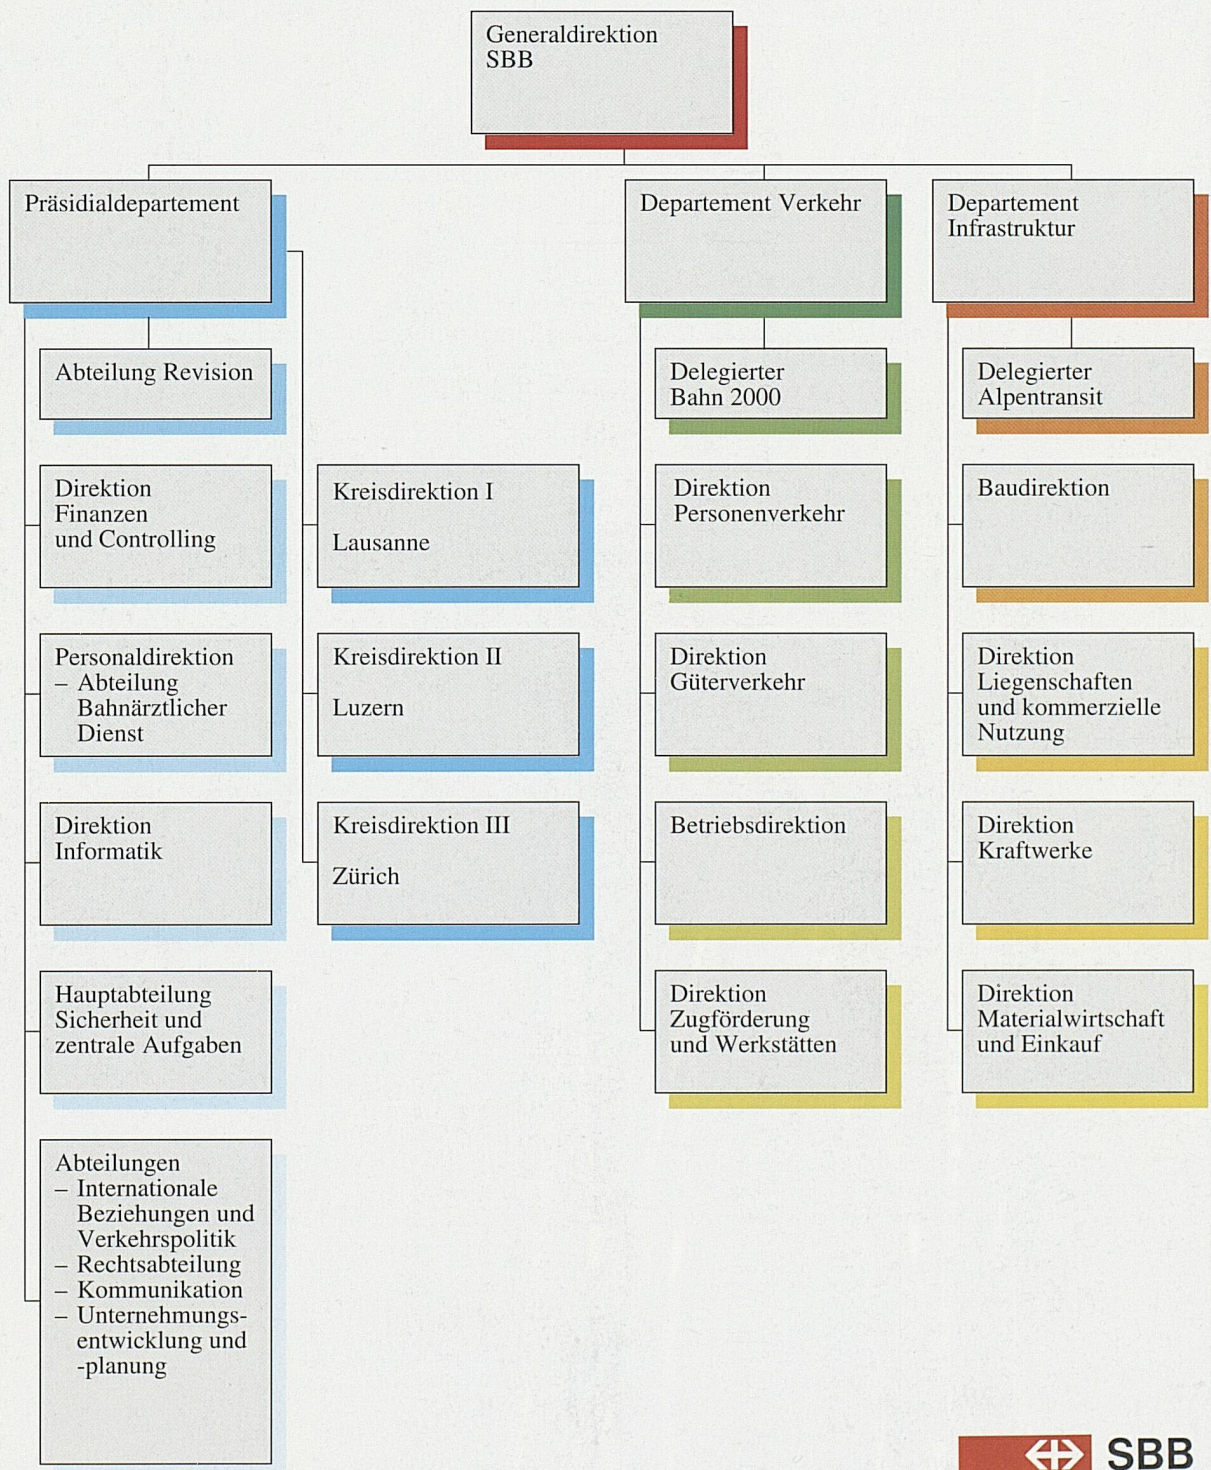 Generaldirektion
SBB
Präsidialdepartement
Abteilung Revision
Direktion
Finanzen
und Controlling
Personaldirektion
– Abteilung
Bahnärztlicher
Dienst
Direktion
Informatik
Hauptabteilung
Sicherheit und
zentrale Aufgaben
Abteilungen
– Internationale
Beziehungen und
Verkehrspolitik
– Rechtsabteilung
– Kommunikation
– Unternehmungs-
entwicklung und
-planung
Kreisdirektion I
Lausanne
Kreisdirektion II
Luzern
Kreisdirektion III
Zürich
Departement Verkehr
Delegierter
Bahn 2000
Direktion
Personenverkehr
Direktion
Güterverkehr
Betriebsdirektion
Direktion
Zugförderung
und Werkstätten
Departement
Infrastruktur
Delegierter
Alpentransit
Baudirektion
Direktion
Liegenschaften
und kommerzielle
Nutzung
Direktion
Kraftwerke
Direktion
Materialwirtschaft
und Einkauf
SBB